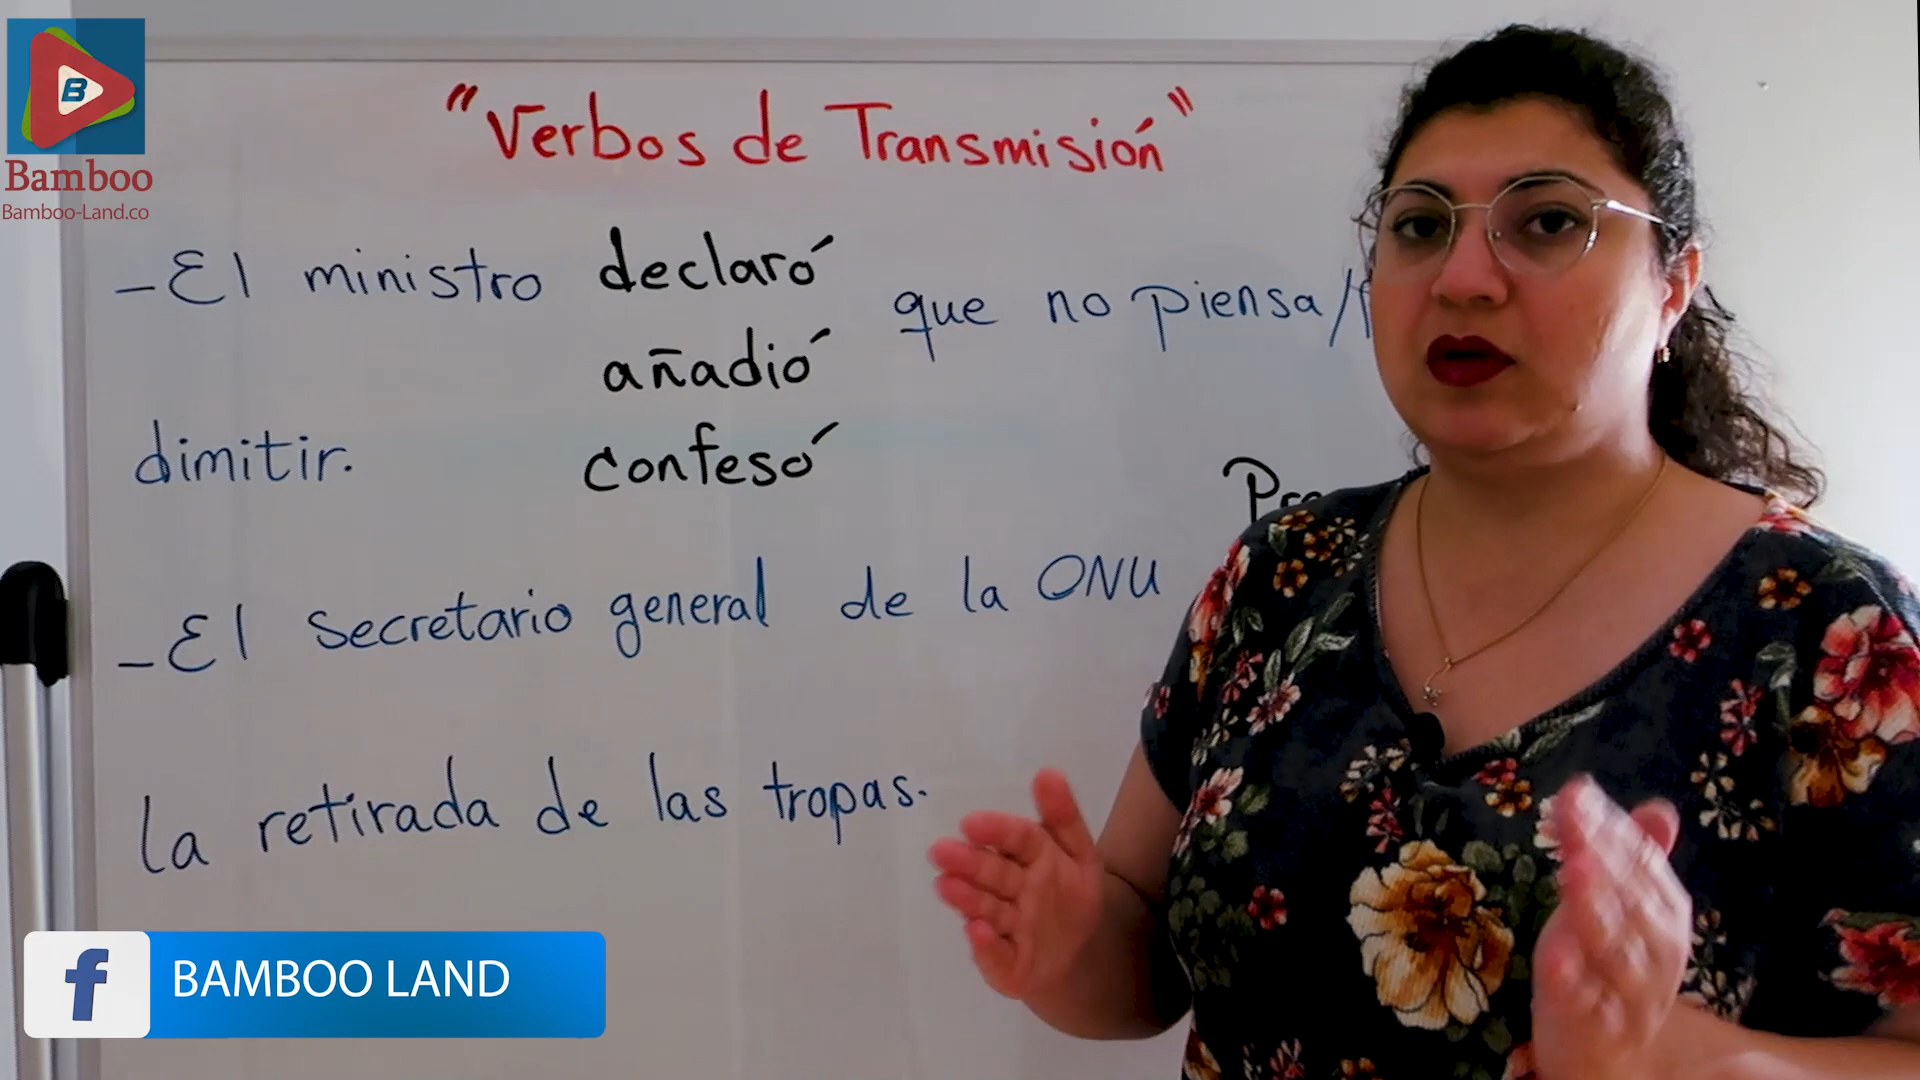 B
Bamboo
Bamboo-Land.co
"Verbos de Transmisión"
-El ministro declaró
añadió
confesó
que no piensa/
dimitir.
-El secretario general de la ONU
la retirada de las tropas.
f BAMBOO LAND